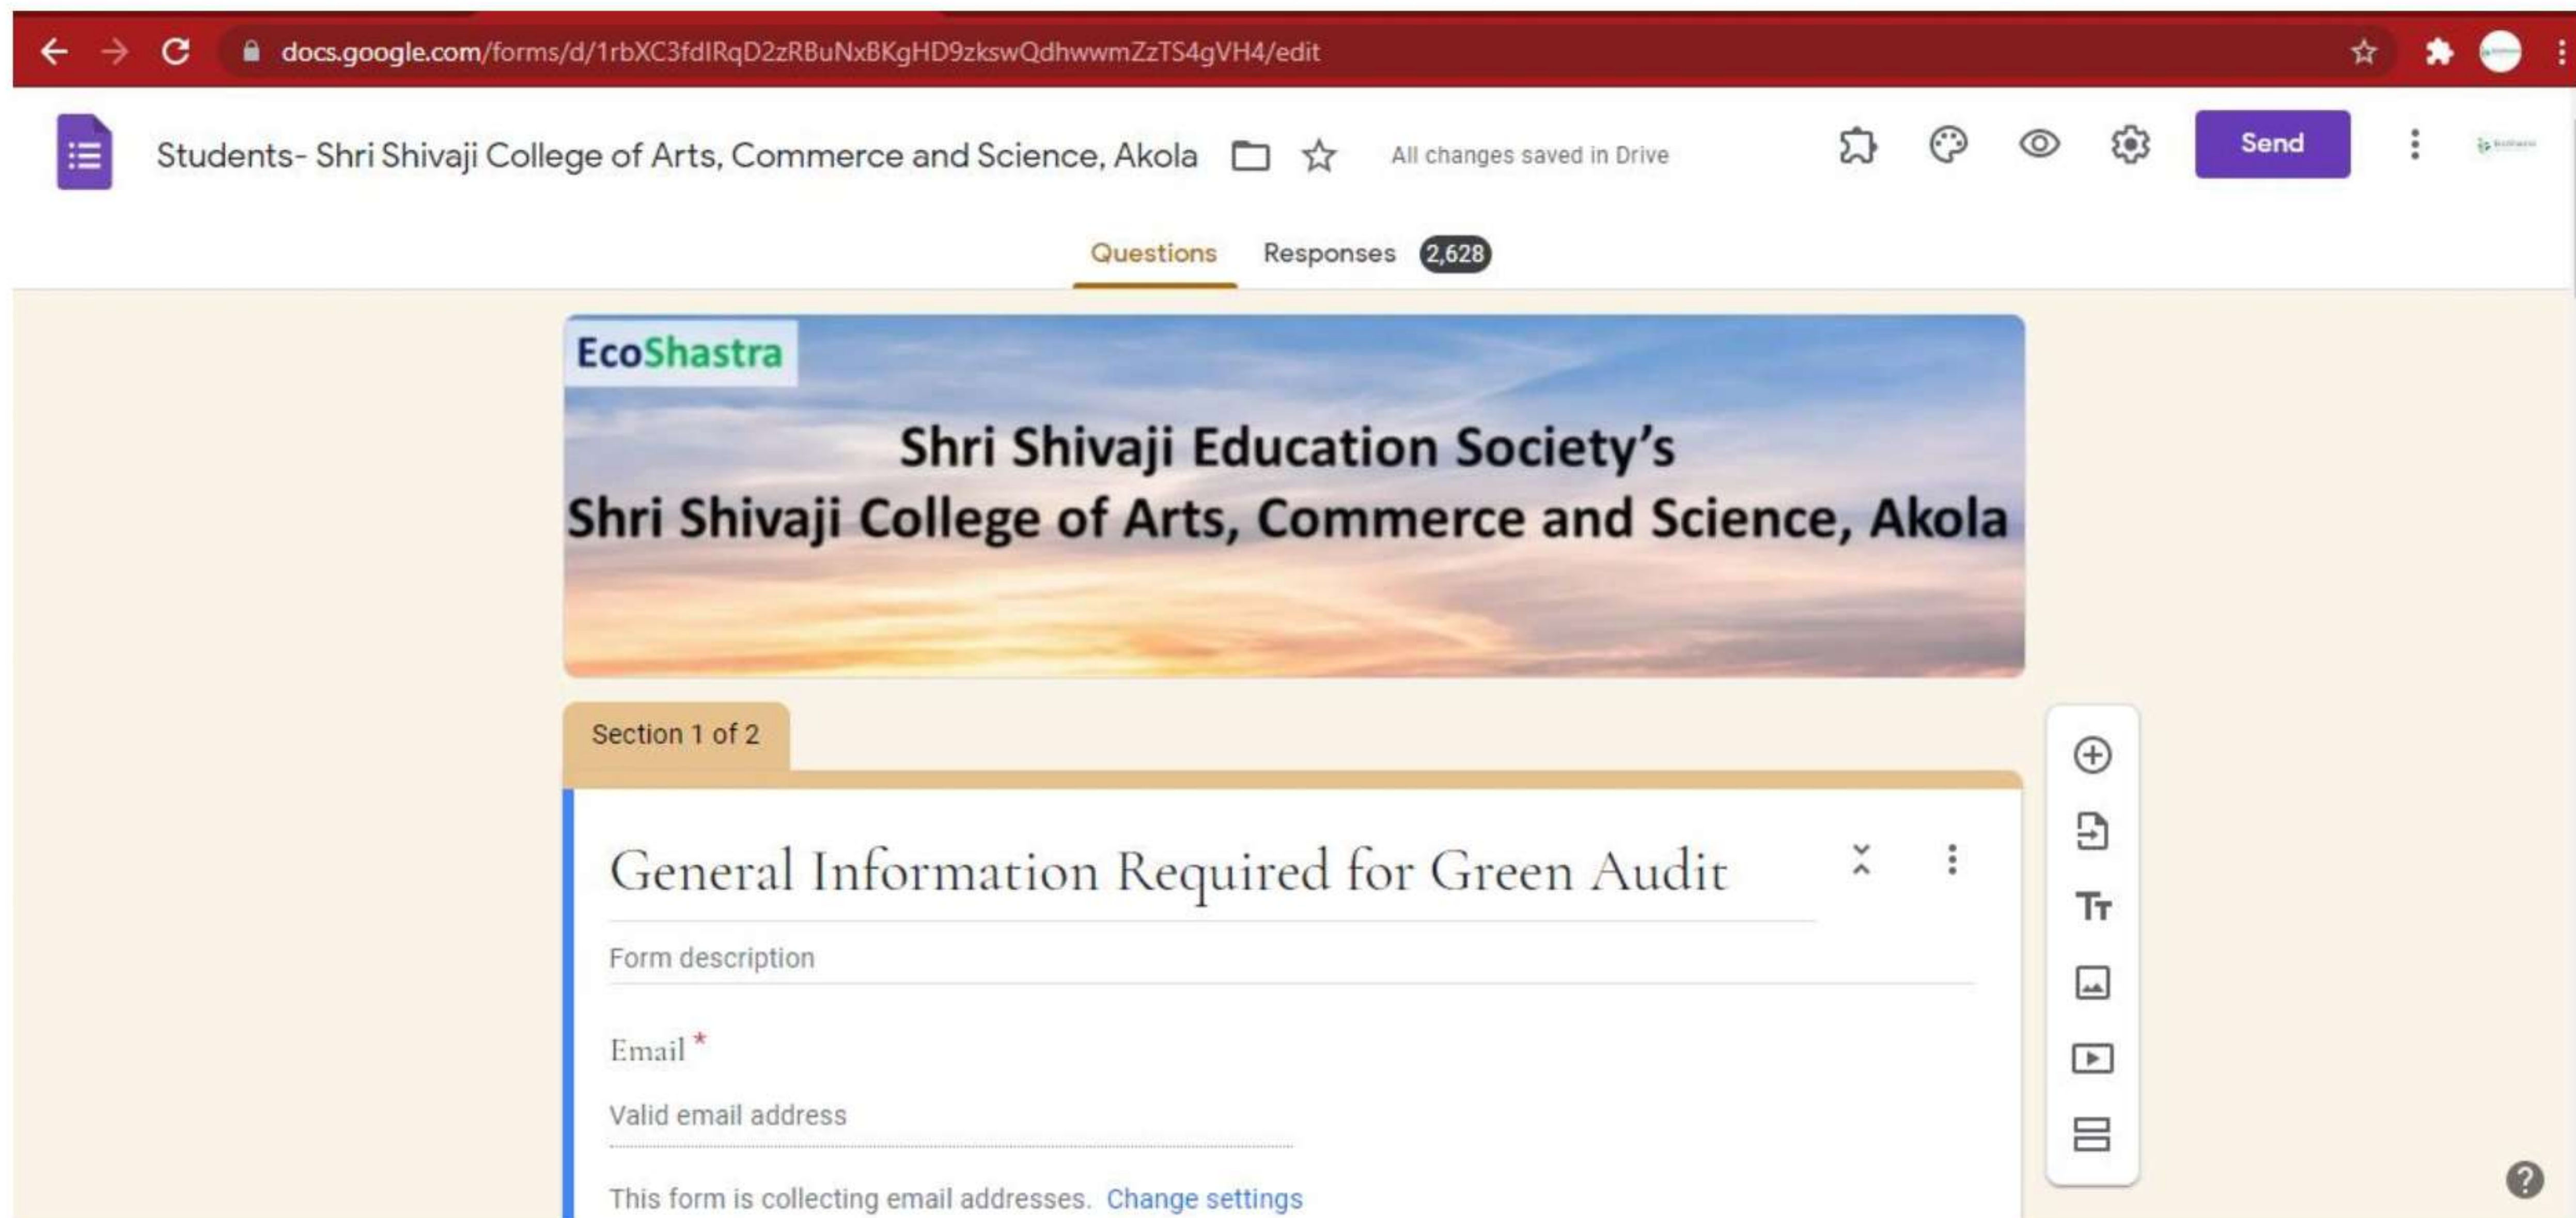 docs.google.com/forms/d/1rbXC3fdIRqD2zRBuNxBKgHD9zkswQdhwwmZzTS4gVH4/edit
Students- Shri Shivaji College of Arts, Commerce and Science, Akola All changes saved in Drive Send
Questions Responses 2,628
EcoShastra
Shri Shivaji Education Society’s
Shri Shivaji College of Arts, Commerce and Science, Akola
Section 1 of 2
General Information Required for Green Audit
Form description
Email *
Valid email address
This form is collecting email addresses. Change settings